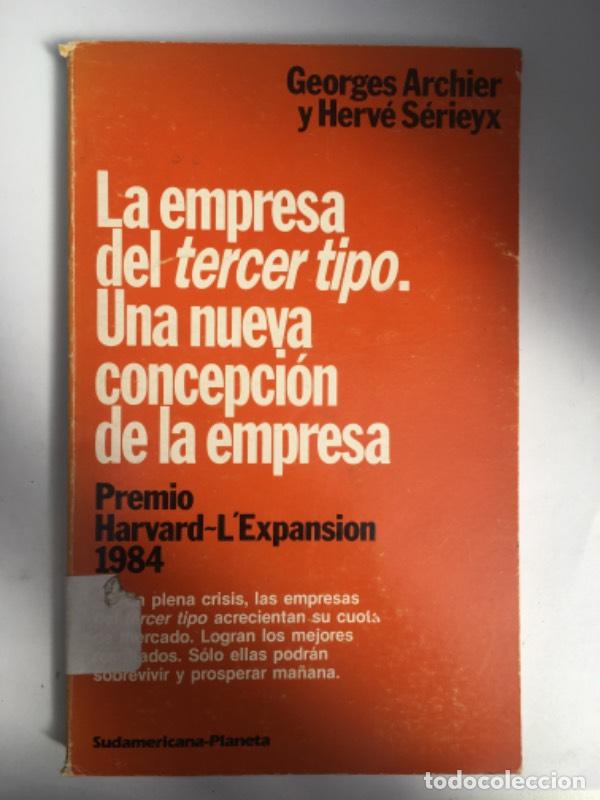 Georges Archier
y Hervé Sérieyx
La empresa
del tercer tipo.
Una nueva
concepción
de la empresa
Premio
Harvard-L'Expansion
1984
plena crisis, las empresas
tercer tipo acrecientan su cuota
mercado. Logran los mejores
Sólo ellas podrán
sobrevivir y prosperar mañana.
Sudamericana-Planeta
todocoleccion